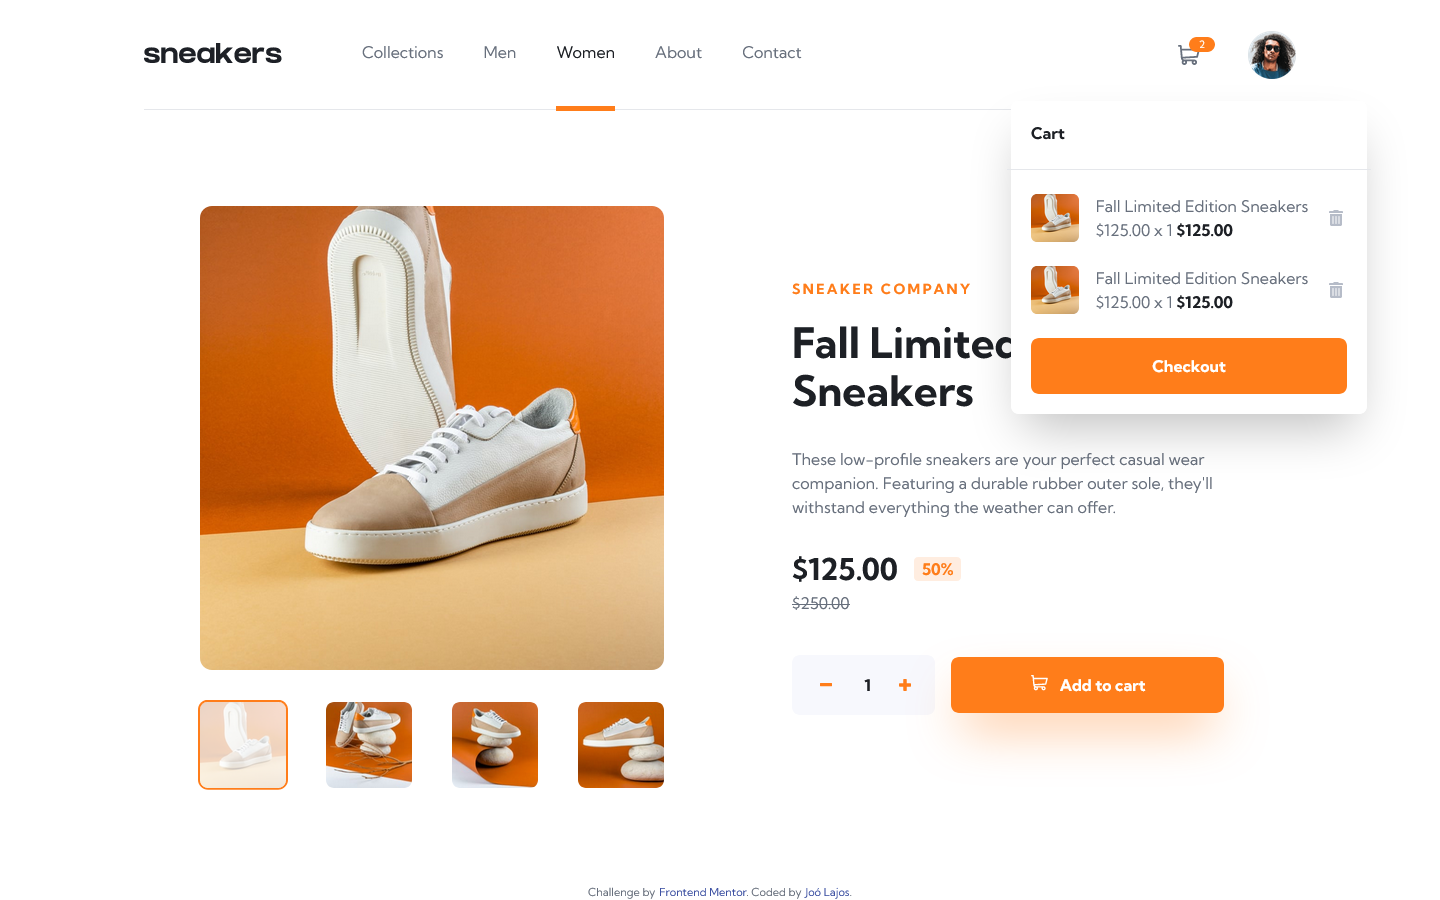 sneakers
Collections
Men
Women
About
Contact
2
Cart
Fall Limited Edition Sneakers
$125.00 x 1 $125.00
Fall Limited Edition Sneakers
$125.00 x 1 $125.00
Checkout
SNEAKER COMPANY
Fall Limited
Sneakers
These low-profile sneakers are your perfect casual wear
companion. Featuring a durable rubber outer sole, they'll
withstand everything the weather can offer.
$125.00 50%
$250.00
1
Add to cart
Challenge by Frontend Mentor. Coded by Joó Lajos.